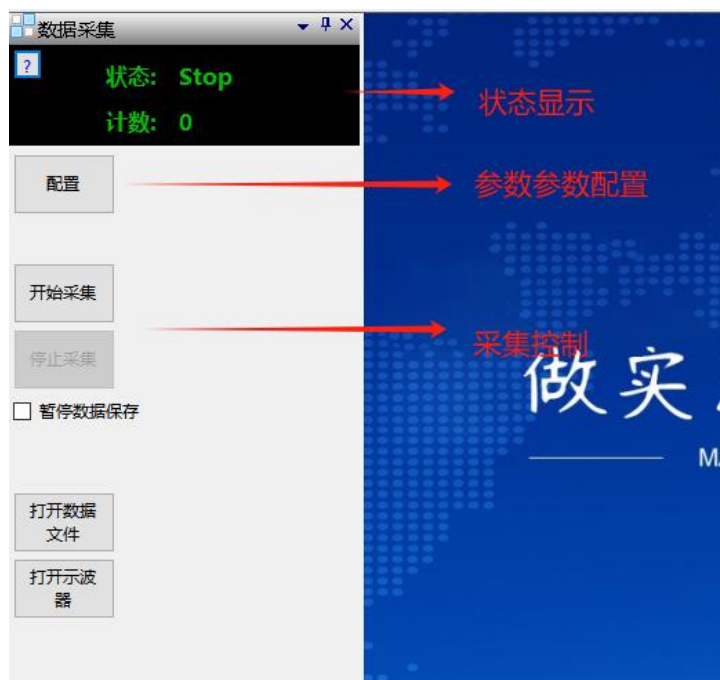 数据采集
?
状态: Stop
状态显示
计数: 0
配置
参数参数配置
开始采集
采集控制
停止采集
做实
暂停数据保存
M
打开数据
文件
打开示波
器